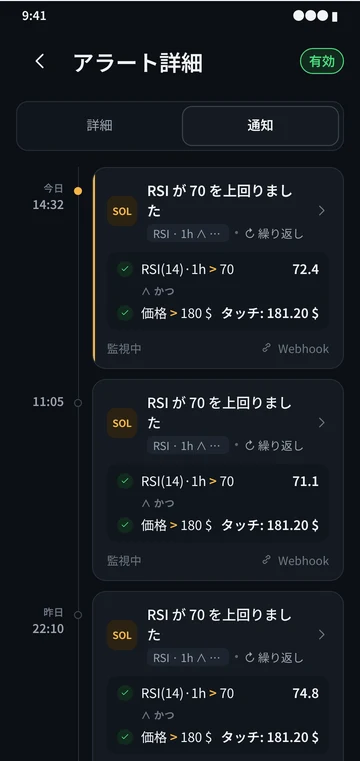 9:41
アラート詳細
有効
詳細
通知
今日
14:32
SOL
RSI が 70 を上回りまし
た
RSI · 1h ∧ …
• ↻ 繰り返し
RSI(14) · 1h > 70
72.4
∧ かつ
価格 > 180 $
タッチ: 181.20 $
監視中
Webhook
11:05
SOL
RSI が 70 を上回りまし
た
RSI · 1h ∧ …
• ↻ 繰り返し
RSI(14) · 1h > 70
71.1
∧ かつ
価格 > 180 $
タッチ: 181.20 $
監視中
Webhook
昨日
22:10
SOL
RSI が 70 を上回りまし
た
RSI · 1h ∧ …
• ↻ 繰り返し
RSI(14) · 1h > 70
74.8
∧ かつ
価格 > 180 $
タッチ: 181.20 $